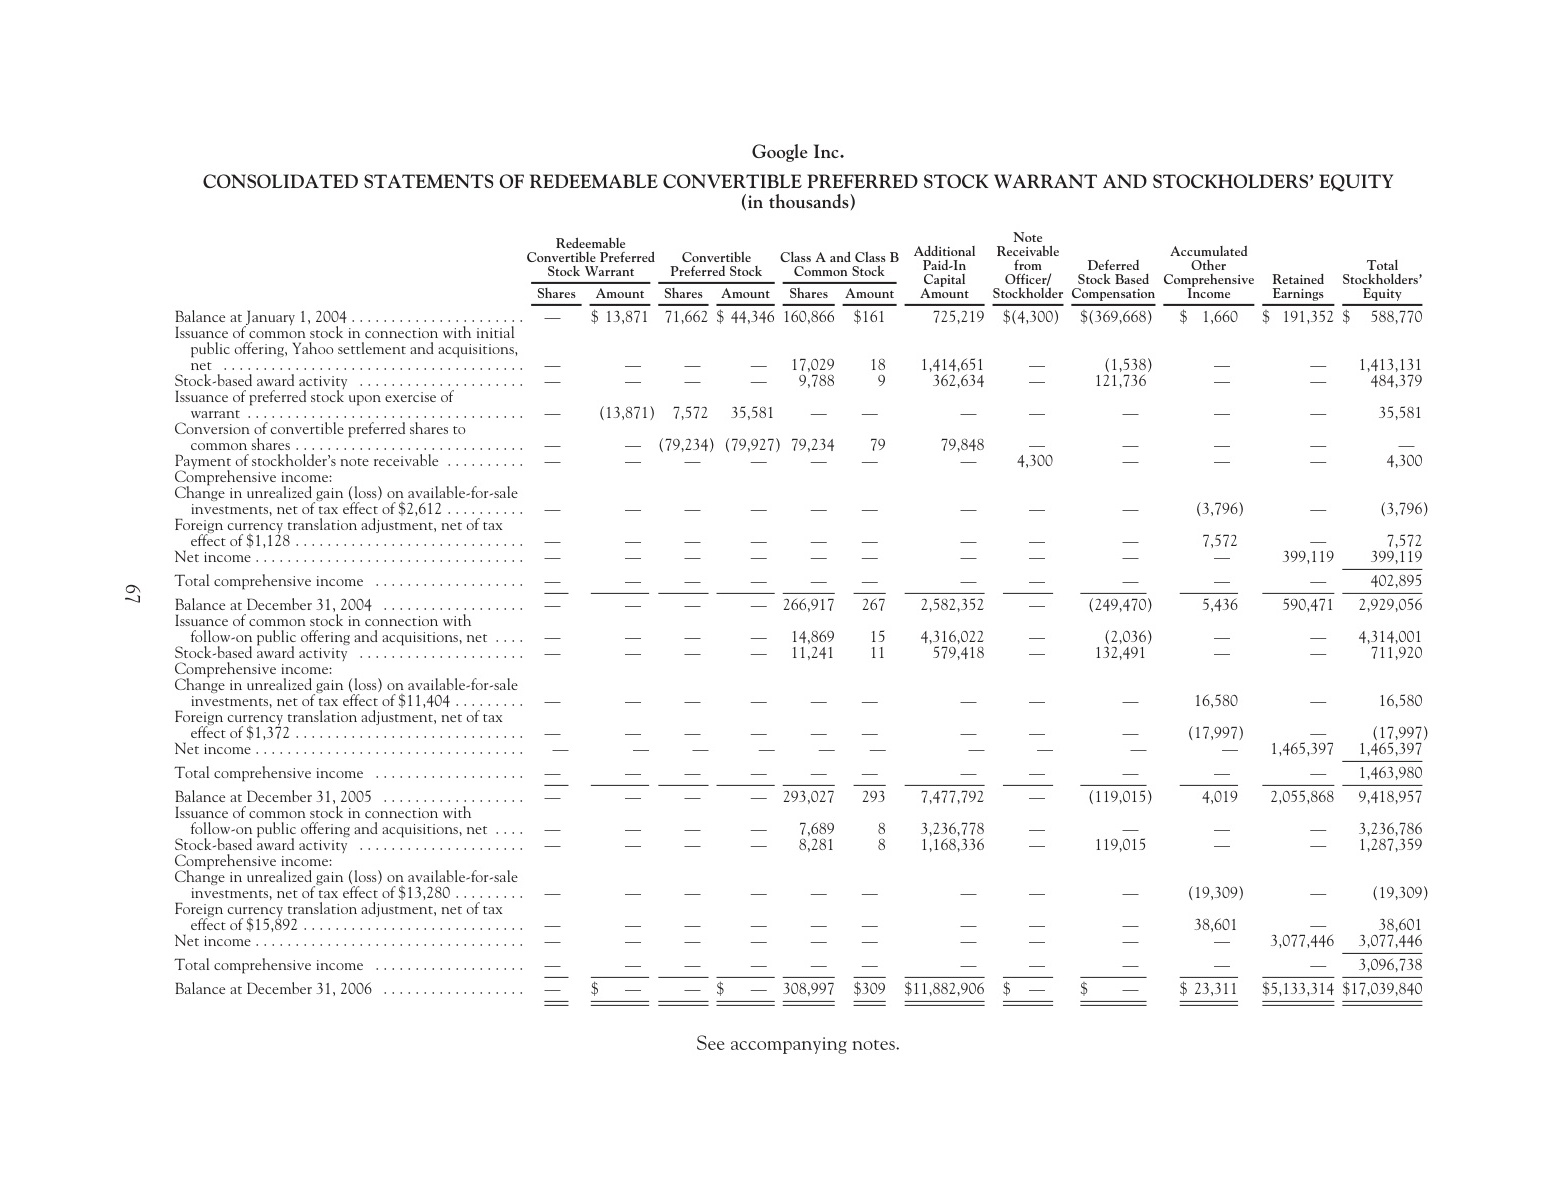 Google Inc.
CONSOLIDATED STATEMENTS OF REDEEMABLE CONVERTIBLE PREFERRED STOCK WARRANT AND STOCKHOLDERS' EQUITY
(in thousands)
Redeemable Convertible Preferred Stock Warrant Convertible Preferred Stock Class A and Class B Common Stock Additional Paid-In Capital Amount Note Receivable from Officer/ Stockholder Deferred Stock Based Compensation Accumulated Other Comprehensive Income Retained Earnings Total Stockholders' Equity
Shares Amount Shares Amount Shares Amount
Balance at January 1, 2004 . . . . . . . . . . . . . . . . . . . . . — $ 13,871 71,662 $ 44,346 160,866 $161 725,219 $(4,300) $(369,668) $ 1,660 $ 191,352 $ 588,770
Issuance of common stock in connection with initial
public offering, Yahoo settlement and acquisitions,
net . . . . . . . . . . . . . . . . . . . . . . . . . . . . . . . . . . . . . — — — — 17,029 18 1,414,651 — (1,538) — — 1,413,131
Stock-based award activity . . . . . . . . . . . . . . . . . . . . — — — — 9,788 9 362,634 — 121,736 — — 484,379
Issuance of preferred stock upon exercise of
warrant . . . . . . . . . . . . . . . . . . . . . . . . . . . . . . . . . . — (13,871) 7,572 35,581 — — — — — — — 35,581
Conversion of convertible preferred shares to
common shares . . . . . . . . . . . . . . . . . . . . . . . . . . . . — — (79,234) (79,927) 79,234 79 79,848 — — — — —
Payment of stockholder's note receivable . . . . . . . . . . — — — — — — — 4,300 — — — 4,300
Comprehensive income:
Change in unrealized gain (loss) on available-for-sale
investments, net of tax effect of $2,612 . . . . . . . . . . — — — — — — — — — (3,796) — (3,796)
Foreign currency translation adjustment, net of tax
effect of $1,128 . . . . . . . . . . . . . . . . . . . . . . . . . . . . — — — — — — — — — 7,572 — 7,572
Net income . . . . . . . . . . . . . . . . . . . . . . . . . . . . . . . . . — — — — — — — — — — 399,119 399,119
Total comprehensive income . . . . . . . . . . . . . . . . . . — — — — — — — — — — — 402,895
Balance at December 31, 2004 . . . . . . . . . . . . . . . . . — — — — 266,917 267 2,582,352 — (249,470) 5,436 590,471 2,929,056
Issuance of common stock in connection with
follow-on public offering and acquisitions, net . . . . — — — — 14,869 15 4,316,022 — (2,036) — — 4,314,001
Stock-based award activity . . . . . . . . . . . . . . . . . . . . — — — — 11,241 11 579,418 — 132,491 — — 711,920
Comprehensive income:
Change in unrealized gain (loss) on available-for-sale
investments, net of tax effect of $11,404 . . . . . . . . . — — — — — — — — — 16,580 — 16,580
Foreign currency translation adjustment, net of tax
effect of $1,372 . . . . . . . . . . . . . . . . . . . . . . . . . . . . — — — — — — — — — (17,997) — (17,997)
Net income . . . . . . . . . . . . . . . . . . . . . . . . . . . . . . . . . — — — — — — — — — — 1,465,397 1,465,397
Total comprehensive income . . . . . . . . . . . . . . . . . . — — — — — — — — — — — 1,463,980
Balance at December 31, 2005 . . . . . . . . . . . . . . . . . — — — — 293,027 293 7,477,792 — (119,015) 4,019 2,055,868 9,418,957
Issuance of common stock in connection with
follow-on public offering and acquisitions, net . . . . — — — — 7,689 8 3,236,778 — — — — 3,236,786
Stock-based award activity . . . . . . . . . . . . . . . . . . . . — — — — 8,281 8 1,168,336 — 119,015 — — 1,287,359
Comprehensive income:
Change in unrealized gain (loss) on available-for-sale
investments, net of tax effect of $13,280 . . . . . . . . . — — — — — — — — — (19,309) — (19,309)
Foreign currency translation adjustment, net of tax
effect of $15,892 . . . . . . . . . . . . . . . . . . . . . . . . . . . — — — — — — — — — 38,601 — 38,601
Net income . . . . . . . . . . . . . . . . . . . . . . . . . . . . . . . . . — — — — — — — — — — 3,077,446 3,077,446
Total comprehensive income . . . . . . . . . . . . . . . . . . — — — — — — — — — — — 3,096,738
Balance at December 31, 2006 . . . . . . . . . . . . . . . . . — $ — — $ — 308,997 $309 $11,882,906 $ — $ — $ 23,311 $5,133,314 $17,039,840
See accompanying notes.
67